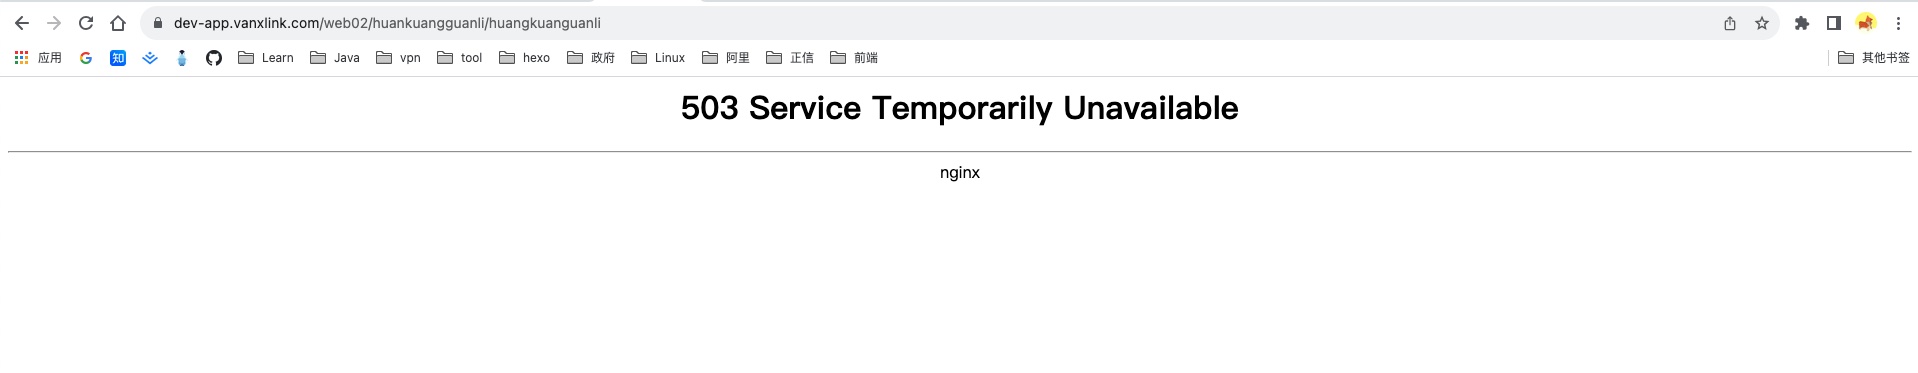 dev-app.vanxlink.com/web02/huankuangguanli/huangkuanguanli
应用 知 Learn Java vpn tool hexo 政府 Linux 阿里 正信 前端 其他书签
503 Service Temporarily Unavailable
nginx